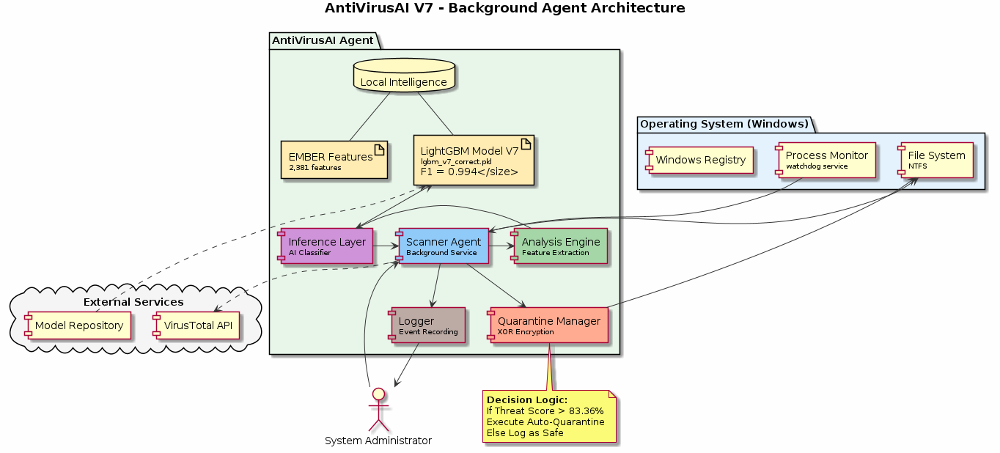 AntiVirusAI V7 - Background Agent Architecture
AntiVirusAI Agent
Local Intelligence
EMBER Features
2,381 features
LightGBM Model V7
lgbm_v7_correct.pkl
F1 = 0.994</size>
Operating System (Windows)
Windows Registry
Process Monitor
watchdog service
File System
NTFS
Inference Layer
AI Classifier
Scanner Agent
Background Service
Analysis Engine
Feature Extraction
External Services
Model Repository
VirusTotal API
Logger
Event Recording
Quarantine Manager
XOR Encryption
System Administrator
Decision Logic:
If Threat Score > 83.36%
Execute Auto-Quarantine
Else Log as Safe